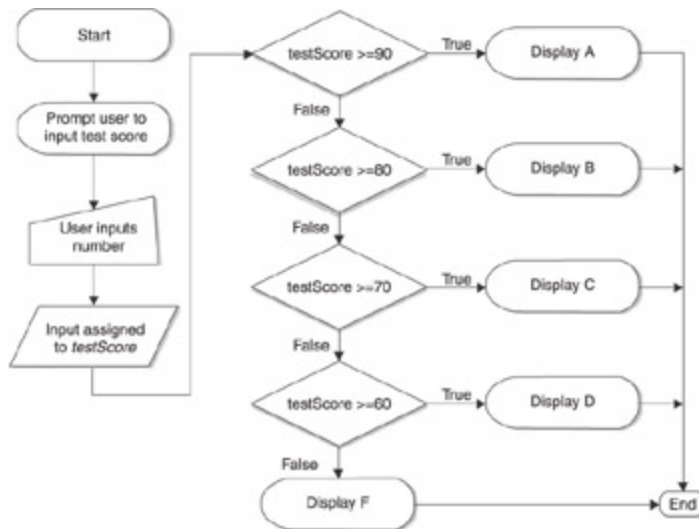 Start
Prompt user to
input test score
User inputs
number
Input assigned
to testScore
testScore >=90
True
Display A
False
testScore >=80
True
Display B
False
testScore >=70
True
Display C
False
testScore >=60
True
Display D
False
Display F
End